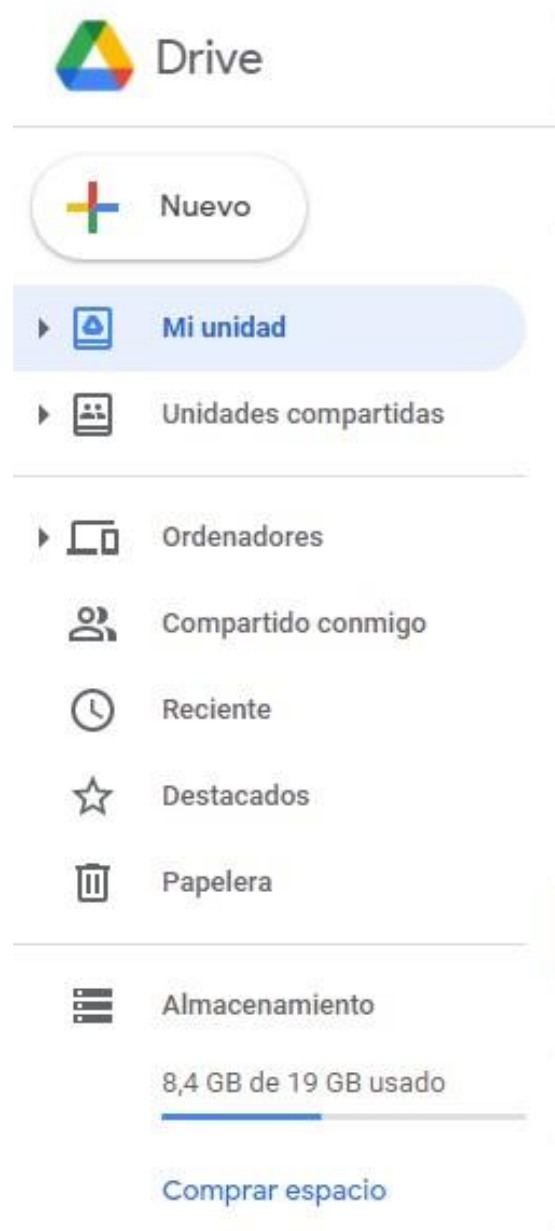 Drive
Nuevo
Mi unidad
Unidades compartidas
Ordenadores
Compartido conmigo
Reciente
Destacados
Papelera
Almacenamiento
8,4 GB de 19 GB usado
Comprar espacio